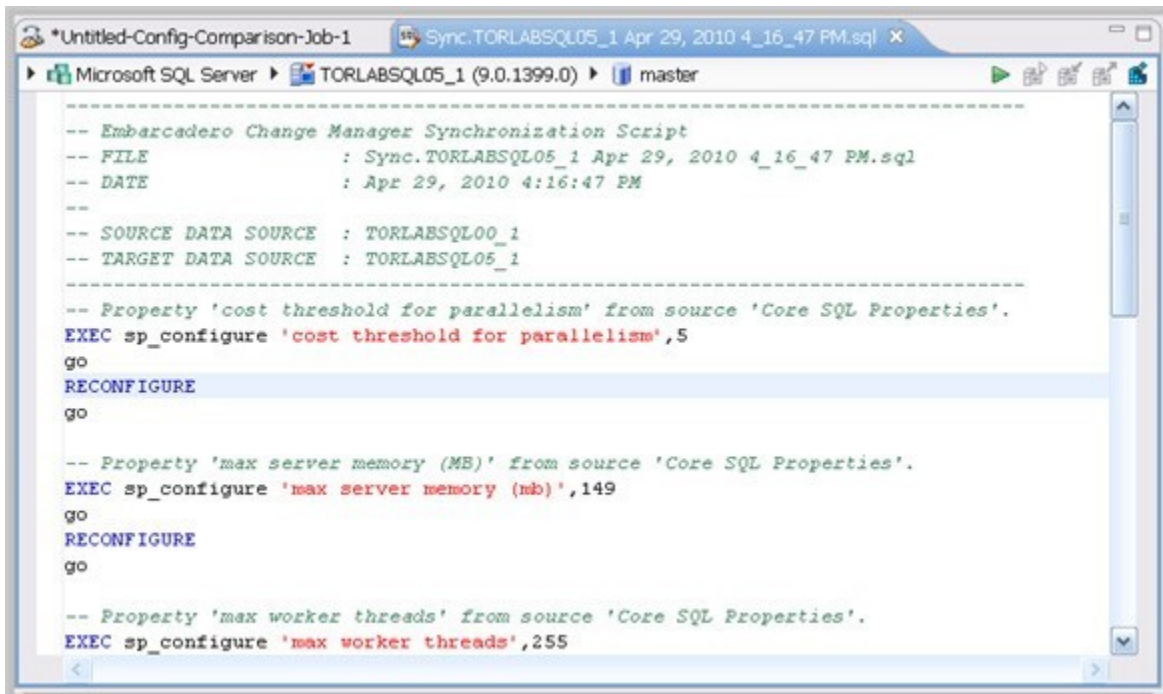 *Untitled-Config-Comparison-Job-1 Sync.TORLABSQL05_1 Apr 29, 2010 4_16_47 PM.sql
Microsoft SQL Server TORLABSQL05_1 (9.0.1399.0) master
--------------------------------------------------------------------------------
-- Embarcadero Change Manager Synchronization Script
-- FILE : Sync.TORLABSQL05_1 Apr 29, 2010 4_16_47 PM.sql
-- DATE : Apr 29, 2010 4:16:47 PM
--
-- SOURCE DATA SOURCE : TORLABSQL00_1
-- TARGET DATA SOURCE : TORLABSQL05_1
--------------------------------------------------------------------------------
-- Property 'cost threshold for parallelism' from source 'Core SQL Properties'.
EXEC sp_configure 'cost threshold for parallelism',5
go
RECONFIGURE
go
-- Property 'max server memory (MB)' from source 'Core SQL Properties'.
EXEC sp_configure 'max server memory (mb)',149
go
RECONFIGURE
go
-- Property 'max worker threads' from source 'Core SQL Properties'.
EXEC sp_configure 'max worker threads',255